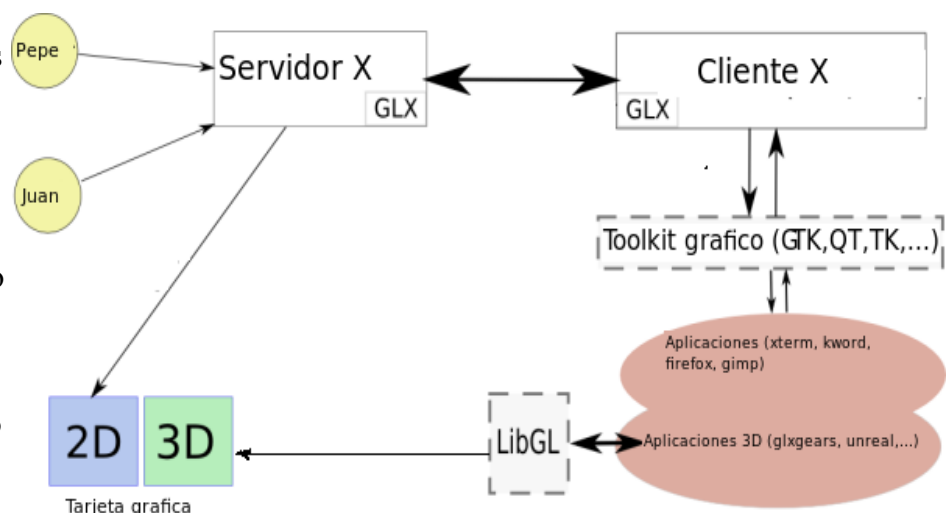 Pepe
Servidor X
GLX
Cliente X
GLX
Juan
Toolkit grafico (GTK,QT,TK,...)
Aplicaciones (xterm, kword,
firefox, gimp)
Aplicaciones 3D (glxgears, unreal,...)
LibGL
2D
3D
Tarjeta grafica